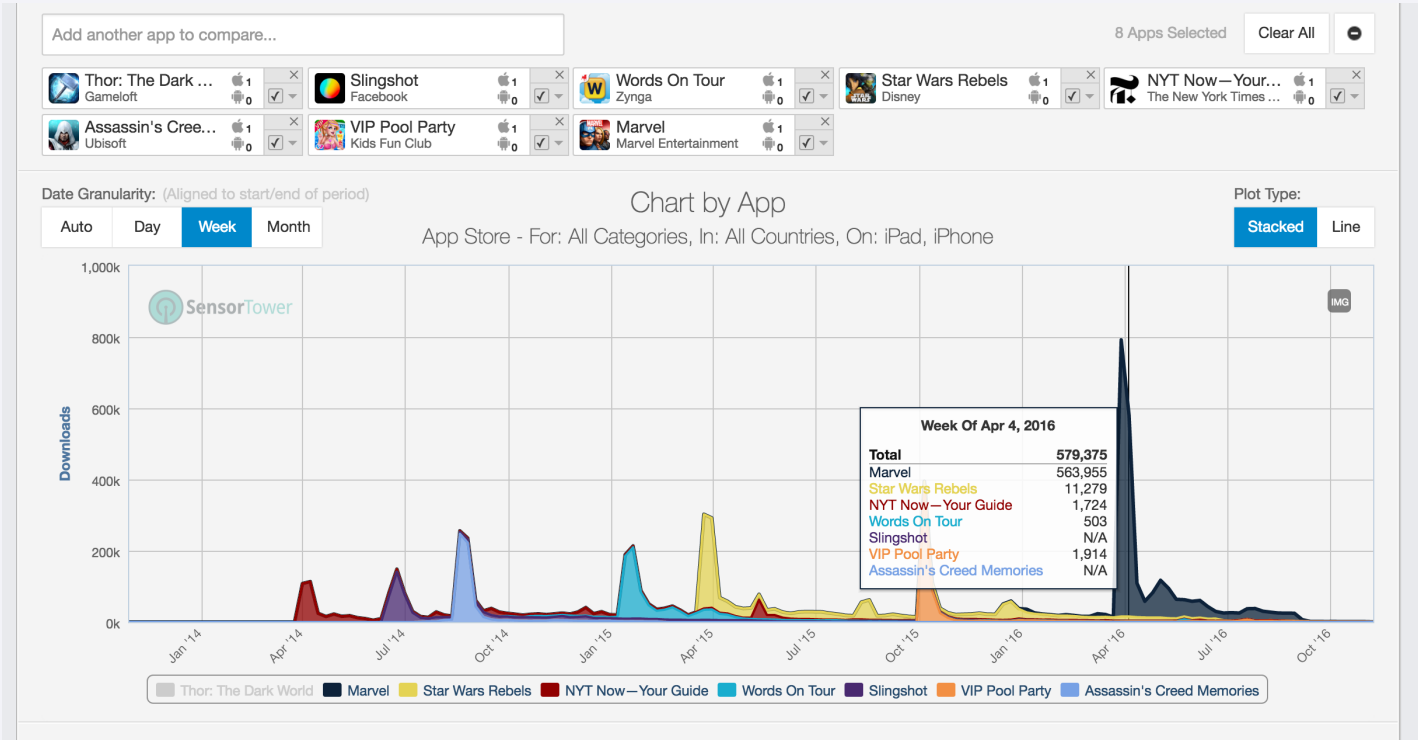 Add another app to compare...
8 Apps Selected
Clear All
Thor: The Dark ...
Gameloft
1
0
Slingshot
Facebook
1
0
W
Words On Tour
Zynga
1
0
STAR WARS
Star Wars Rebels
Disney
1
0
NYT Now—Your...
The New York Times ...
1
0
Assassin's Cree...
Ubisoft
1
0
VIP Pool Party
Kids Fun Club
1
0
MARVEL
Marvel
Marvel Entertainment
1
0
Date Granularity: (Aligned to start/end of period)
Auto Day Week Month
Chart by App
App Store - For: All Categories, In: All Countries, On: iPad, iPhone
Plot Type:
Stacked Line
SensorTower
IMG
Downloads
1,000k
800k
600k
400k
200k
0k
Week Of Apr 4, 2016
Total 579,375
Marvel 563,955
Star Wars Rebels 11,279
NYT Now—Your Guide 1,724
Words On Tour 503
Slingshot N/A
VIP Pool Party 1,914
Assassin's Creed Memories N/A
Jan '14 Apr '14 Jul '14 Oct '14 Jan '15 Apr '15 Jul '15 Oct '15 Jan '16 Apr '16 Jul '16 Oct '16
Thor: The Dark World Marvel Star Wars Rebels NYT Now—Your Guide Words On Tour Slingshot VIP Pool Party Assassin's Creed Memories